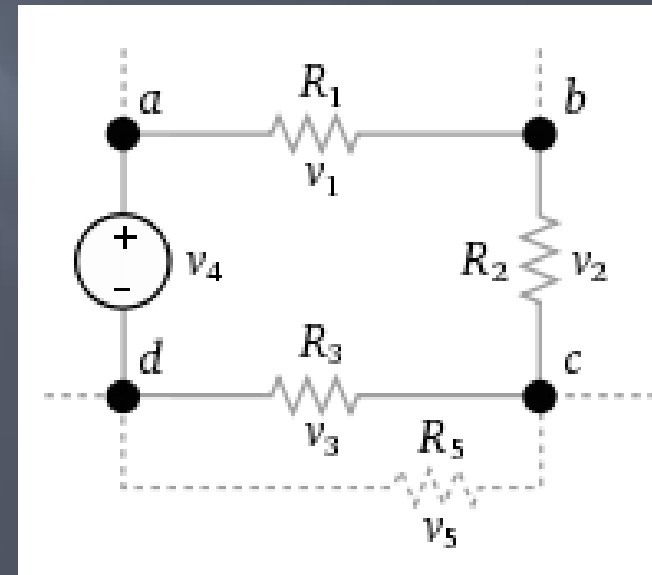 a
R₁
b
v₁
+
-
v₄
R₂
v₂
d
R₃
c
v₃
R₅
v₅